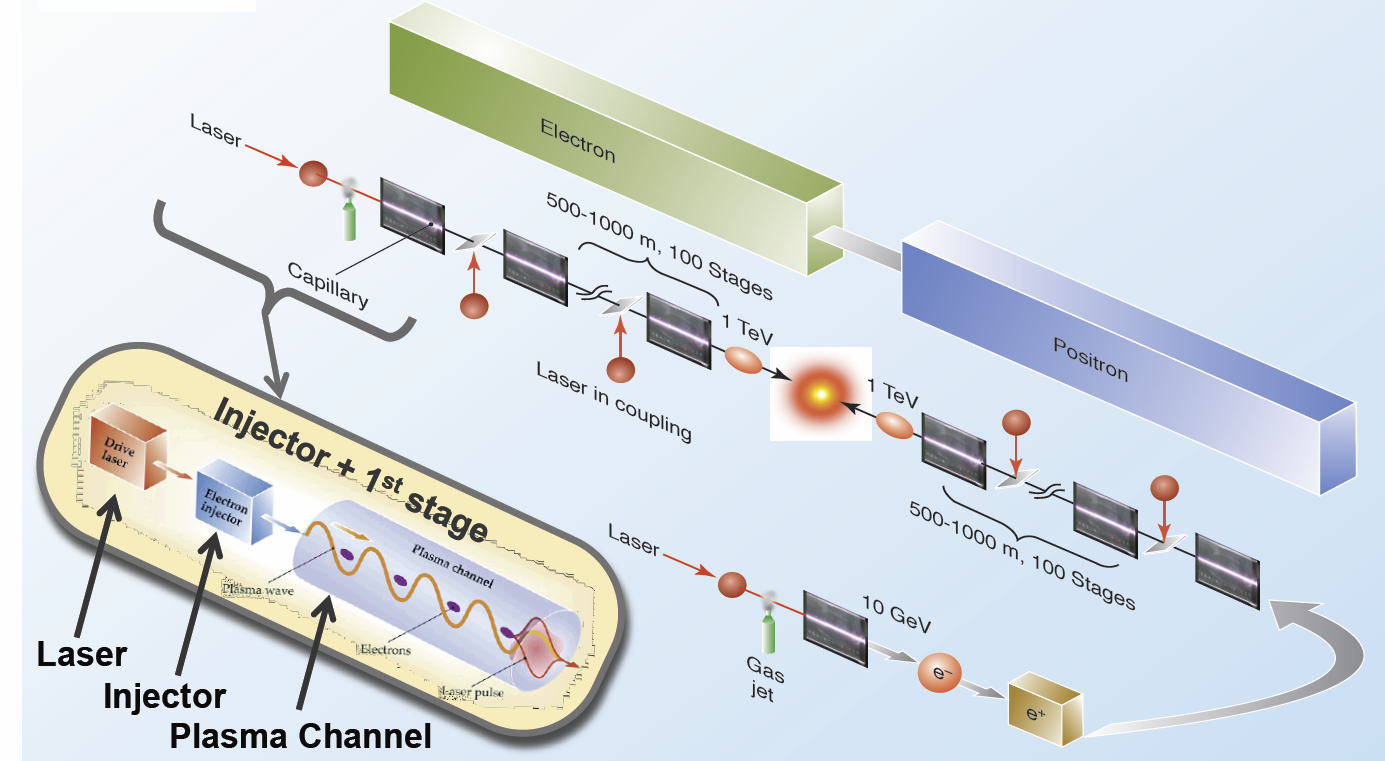 Electron
Laser
500-1000 m, 100 Stages
Capillary
1 TeV
Positron
Laser in coupling
1 TeV
Injector + 1st stage
Drive
laser
Electron
injector
Plasma channel
Plasma wave
Electrons
Laser pulse
Laser
Injector
Plasma Channel
500-1000 m, 100 Stages
Laser
10 GeV
Gas
jet
e⁻
e⁺